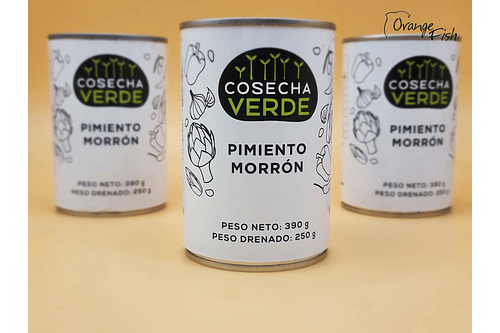 Orange
Fish
COSECHA
VERDE
PIMIENTO
MORRÓN
PESO NETO: 390 g
PESO DRENADO: 250 g
COSECHA
VERDE
PIMIENTO
MORRÓN
PESO NETO: 390 g
PESO DRENADO: 250 g
COSECHA
VERDE
PIMIENTO
MORRÓN
PESO NETO: 390 g
PESO DRENADO: 250 g